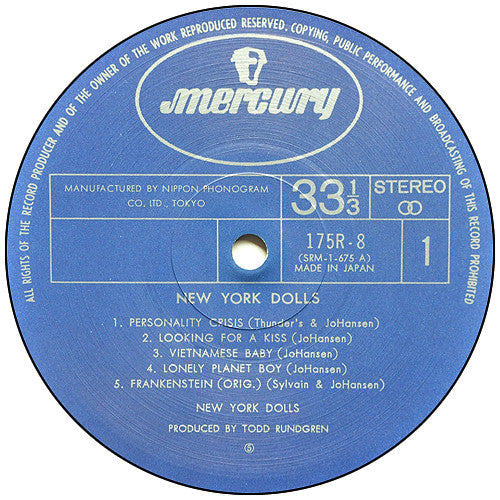 ALL RIGHTS OF THE RECORD PRODUCER AND OF THE OWNER OF THE WORK REPRODUCED RESERVED. COPYING, PUBLIC PERFORMANCE AND BROADCASTING OF THIS RECORD PROHIBITED
mercury
MANUFACTURED BY NIPPON PHONOGRAM
CO., LTD., TOKYO
33 1/3
STEREO
175R-8
(SRM-1-675 A)
MADE IN JAPAN
1
NEW YORK DOLLS
1. PERSONALITY CRISIS (Thunder's & JoHansen)
2. LOOKING FOR A KISS (JoHansen)
3. VIETNAMESE BABY (JoHansen)
4. LONELY PLANET BOY (JoHansen)
5. FRANKENSTEIN (ORIG.) (Sylvain & JoHansen)
NEW YORK DOLLS
PRODUCED BY TODD RUNDGREN
⑤